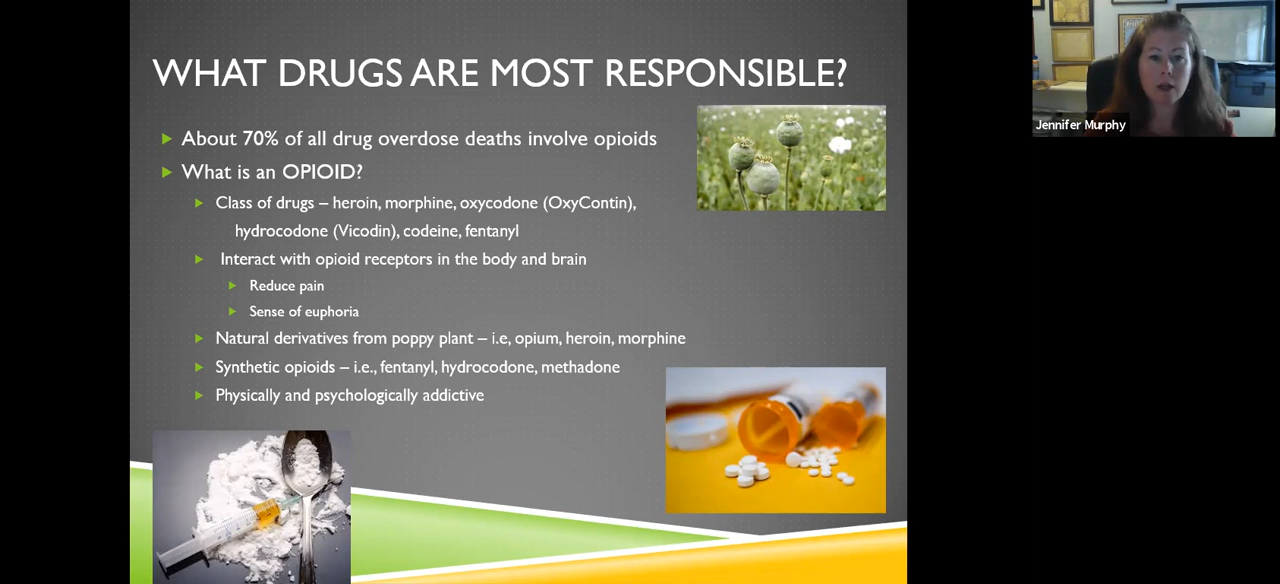 WHAT DRUGS ARE MOST RESPONSIBLE?
About 70% of all drug overdose deaths involve opioids
What is an OPIOID?
Class of drugs – heroin, morphine, oxycodone (OxyContin),
hydrocodone (Vicodin), codeine, fentanyl
Interact with opioid receptors in the body and brain
Reduce pain
Sense of euphoria
Natural derivatives from poppy plant – i.e, opium, heroin, morphine
Synthetic opioids – i.e., fentanyl, hydrocodone, methadone
Physically and psychologically addictive
Jennifer Murphy